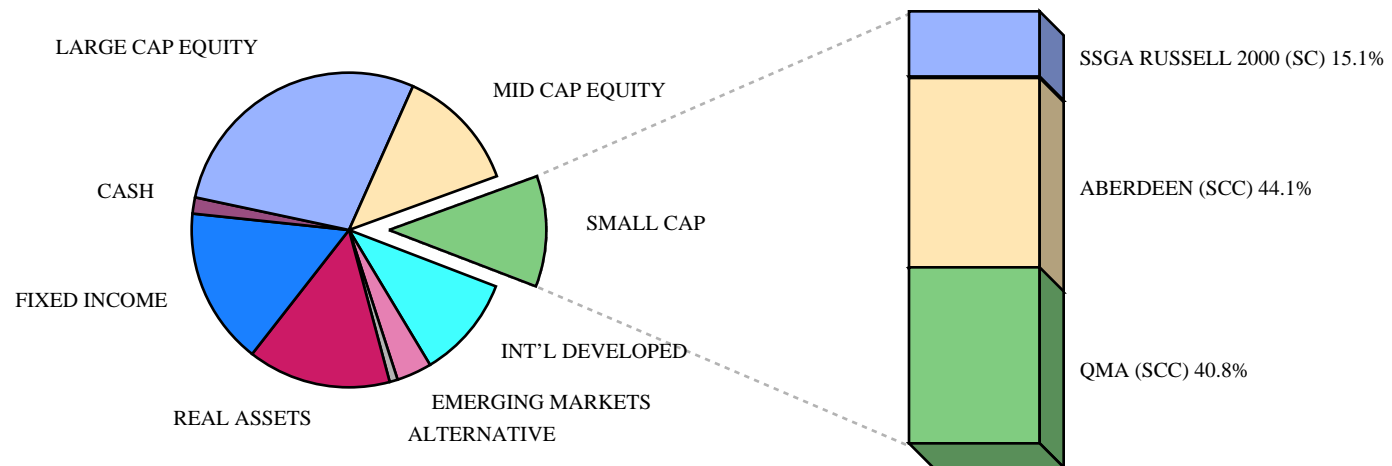 LARGE CAP EQUITY
MID CAP EQUITY
CASH
SMALL CAP
FIXED INCOME
INT'L DEVELOPED
EMERGING MARKETS
REAL ASSETS
ALTERNATIVE
SSGA RUSSELL 2000 (SC) 15.1%
ABERDEEN (SCC) 44.1%
QMA (SCC) 40.8%